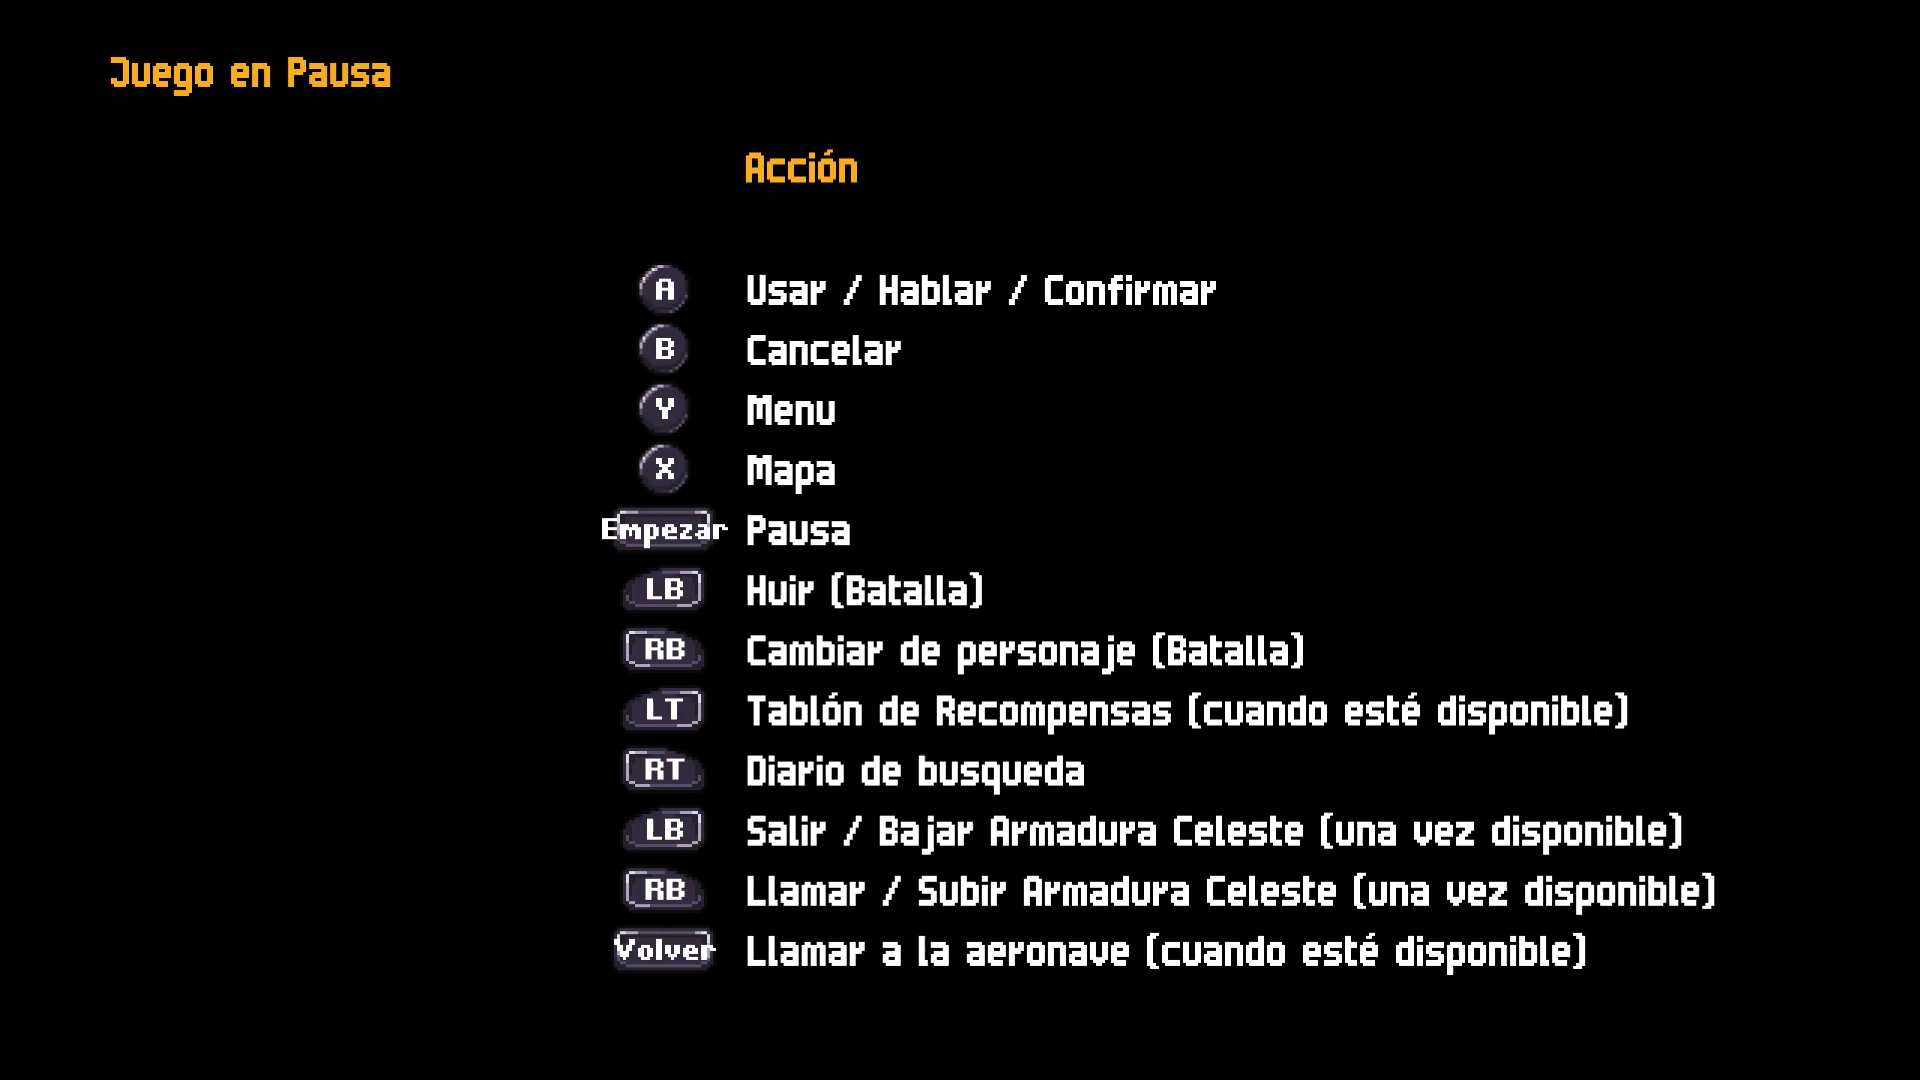 Juego en Pausa
Acción
A Usar / Hablar / Confirmar
B Cancelar
Y Menu
X Mapa
Empezar Pausa
LB Huir (Batalla)
RB Cambiar de personaje (Batalla)
LT Tablón de Recompensas (cuando esté disponible)
RT Diario de busqueda
LB Salir / Bajar Armadura Celeste (una vez disponible)
RB Llamar / Subir Armadura Celeste (una vez disponible)
Volver Llamar a la aeronave (cuando esté disponible)